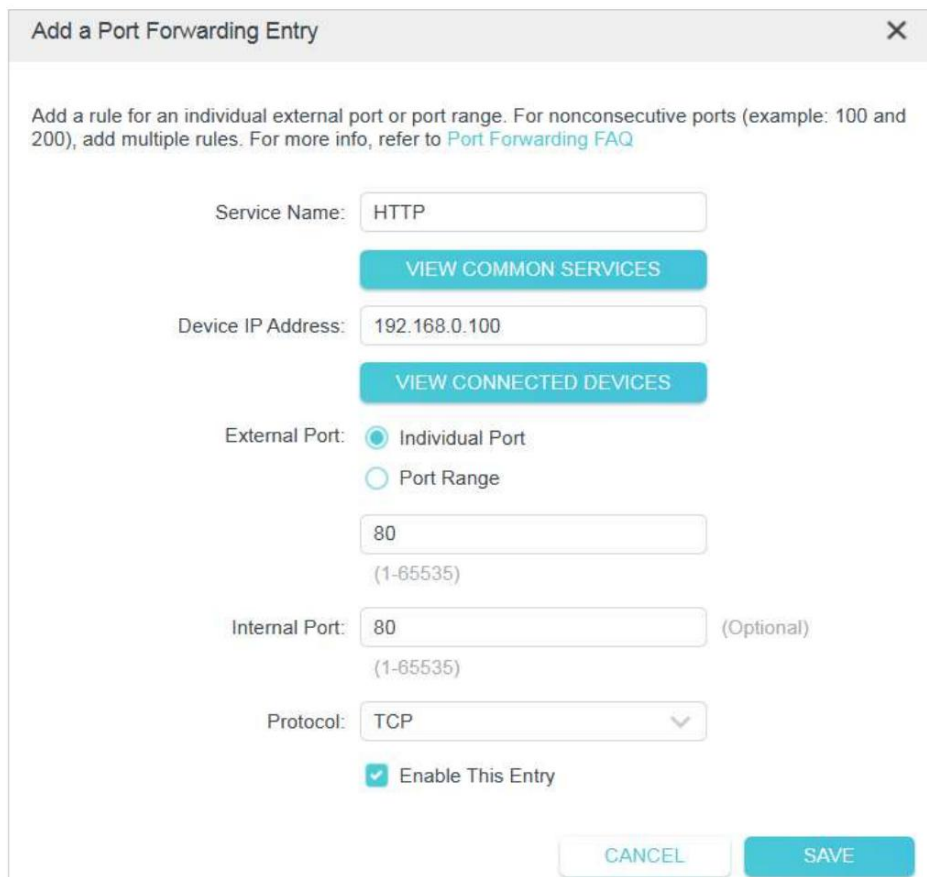 Add a Port Forwarding Entry
Add a rule for an individual external port or port range. For nonconsecutive ports (example: 100 and
200), add multiple rules. For more info, refer to Port Forwarding FAQ
Service Name: HTTP
VIEW COMMON SERVICES
Device IP Address: 192.168.0.100
VIEW CONNECTED DEVICES
External Port: Individual Port
Port Range
80
(1-65535)
Internal Port: 80 (Optional)
(1-65535)
Protocol: TCP
Enable This Entry
CANCEL SAVE